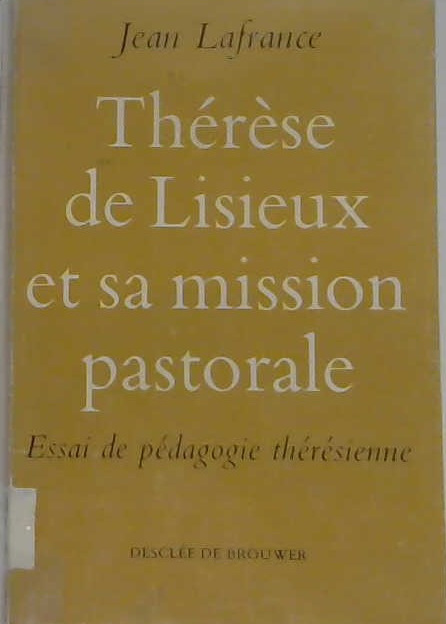 Jean Lafrance
Thérèse
de Lisieux
et sa mission
pastorale
Essai de pédagogie thérésienne
DESCLÉE DE BROUWER